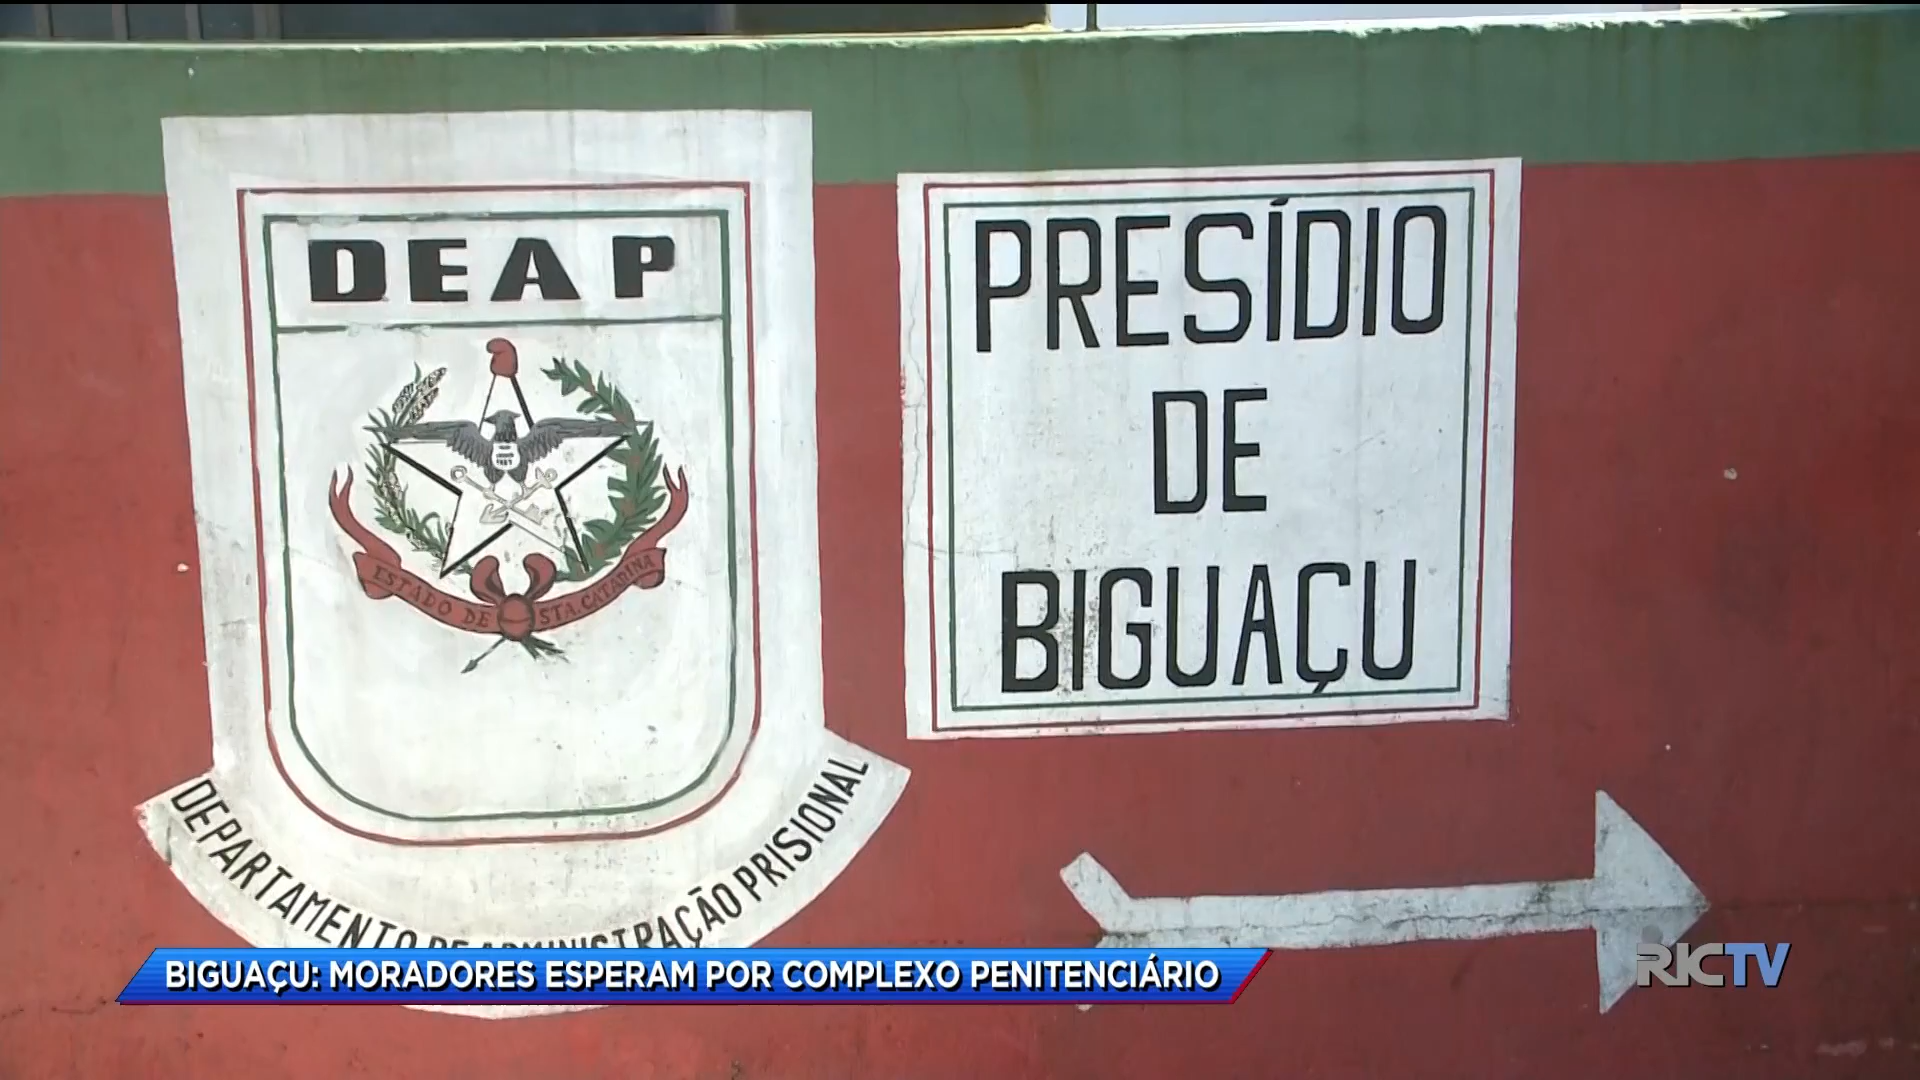 DEAP
ESTADO DE STA. CATARINA
DEPARTAMENTO DE ADMINISTRAÇÃO PRISIONAL
PRESÍDIO
DE
BIGUAÇU
BIGUAÇU: MORADORES ESPERAM POR COMPLEXO PENITENCIÁRIO
RICTV